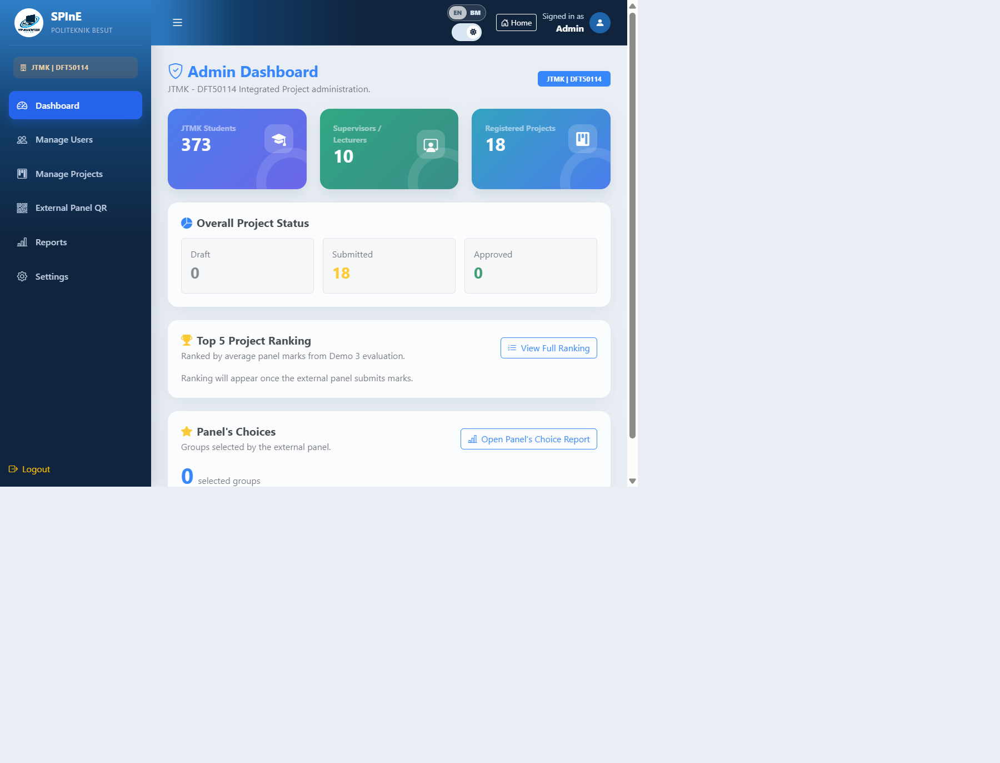 SPInE
POLITEKNIK BESUT
JTMK | DFT50114
Dashboard
Manage Users
Manage Projects
External Panel QR
Reports
Settings
Logout
EN BM
Home
Signed in as
Admin
Admin Dashboard
JTMK - DFT50114 Integrated Project administration.
JTMK | DFT50114
JTMK Students
373
Supervisors /
Lecturers
10
Registered Projects
18
Overall Project Status
Draft
0
Submitted
18
Approved
0
Top 5 Project Ranking
Ranked by average panel marks from Demo 3 evaluation.
View Full Ranking
Ranking will appear once the external panel submits marks.
Panel's Choices
Groups selected by the external panel.
Open Panel's Choice Report
0 selected groups